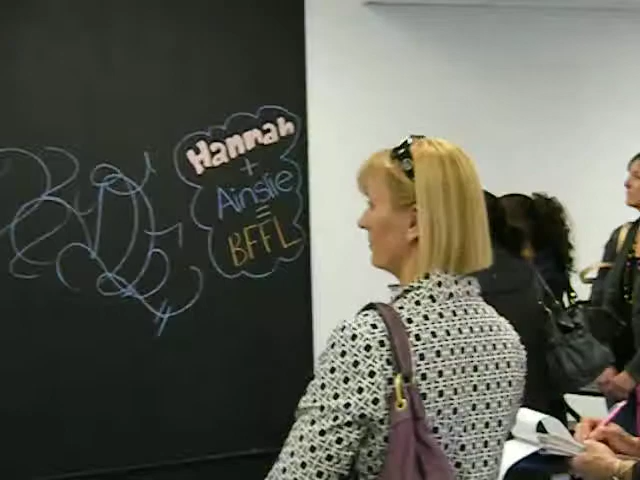 Hannah
+
Ainslie
=
BFFL